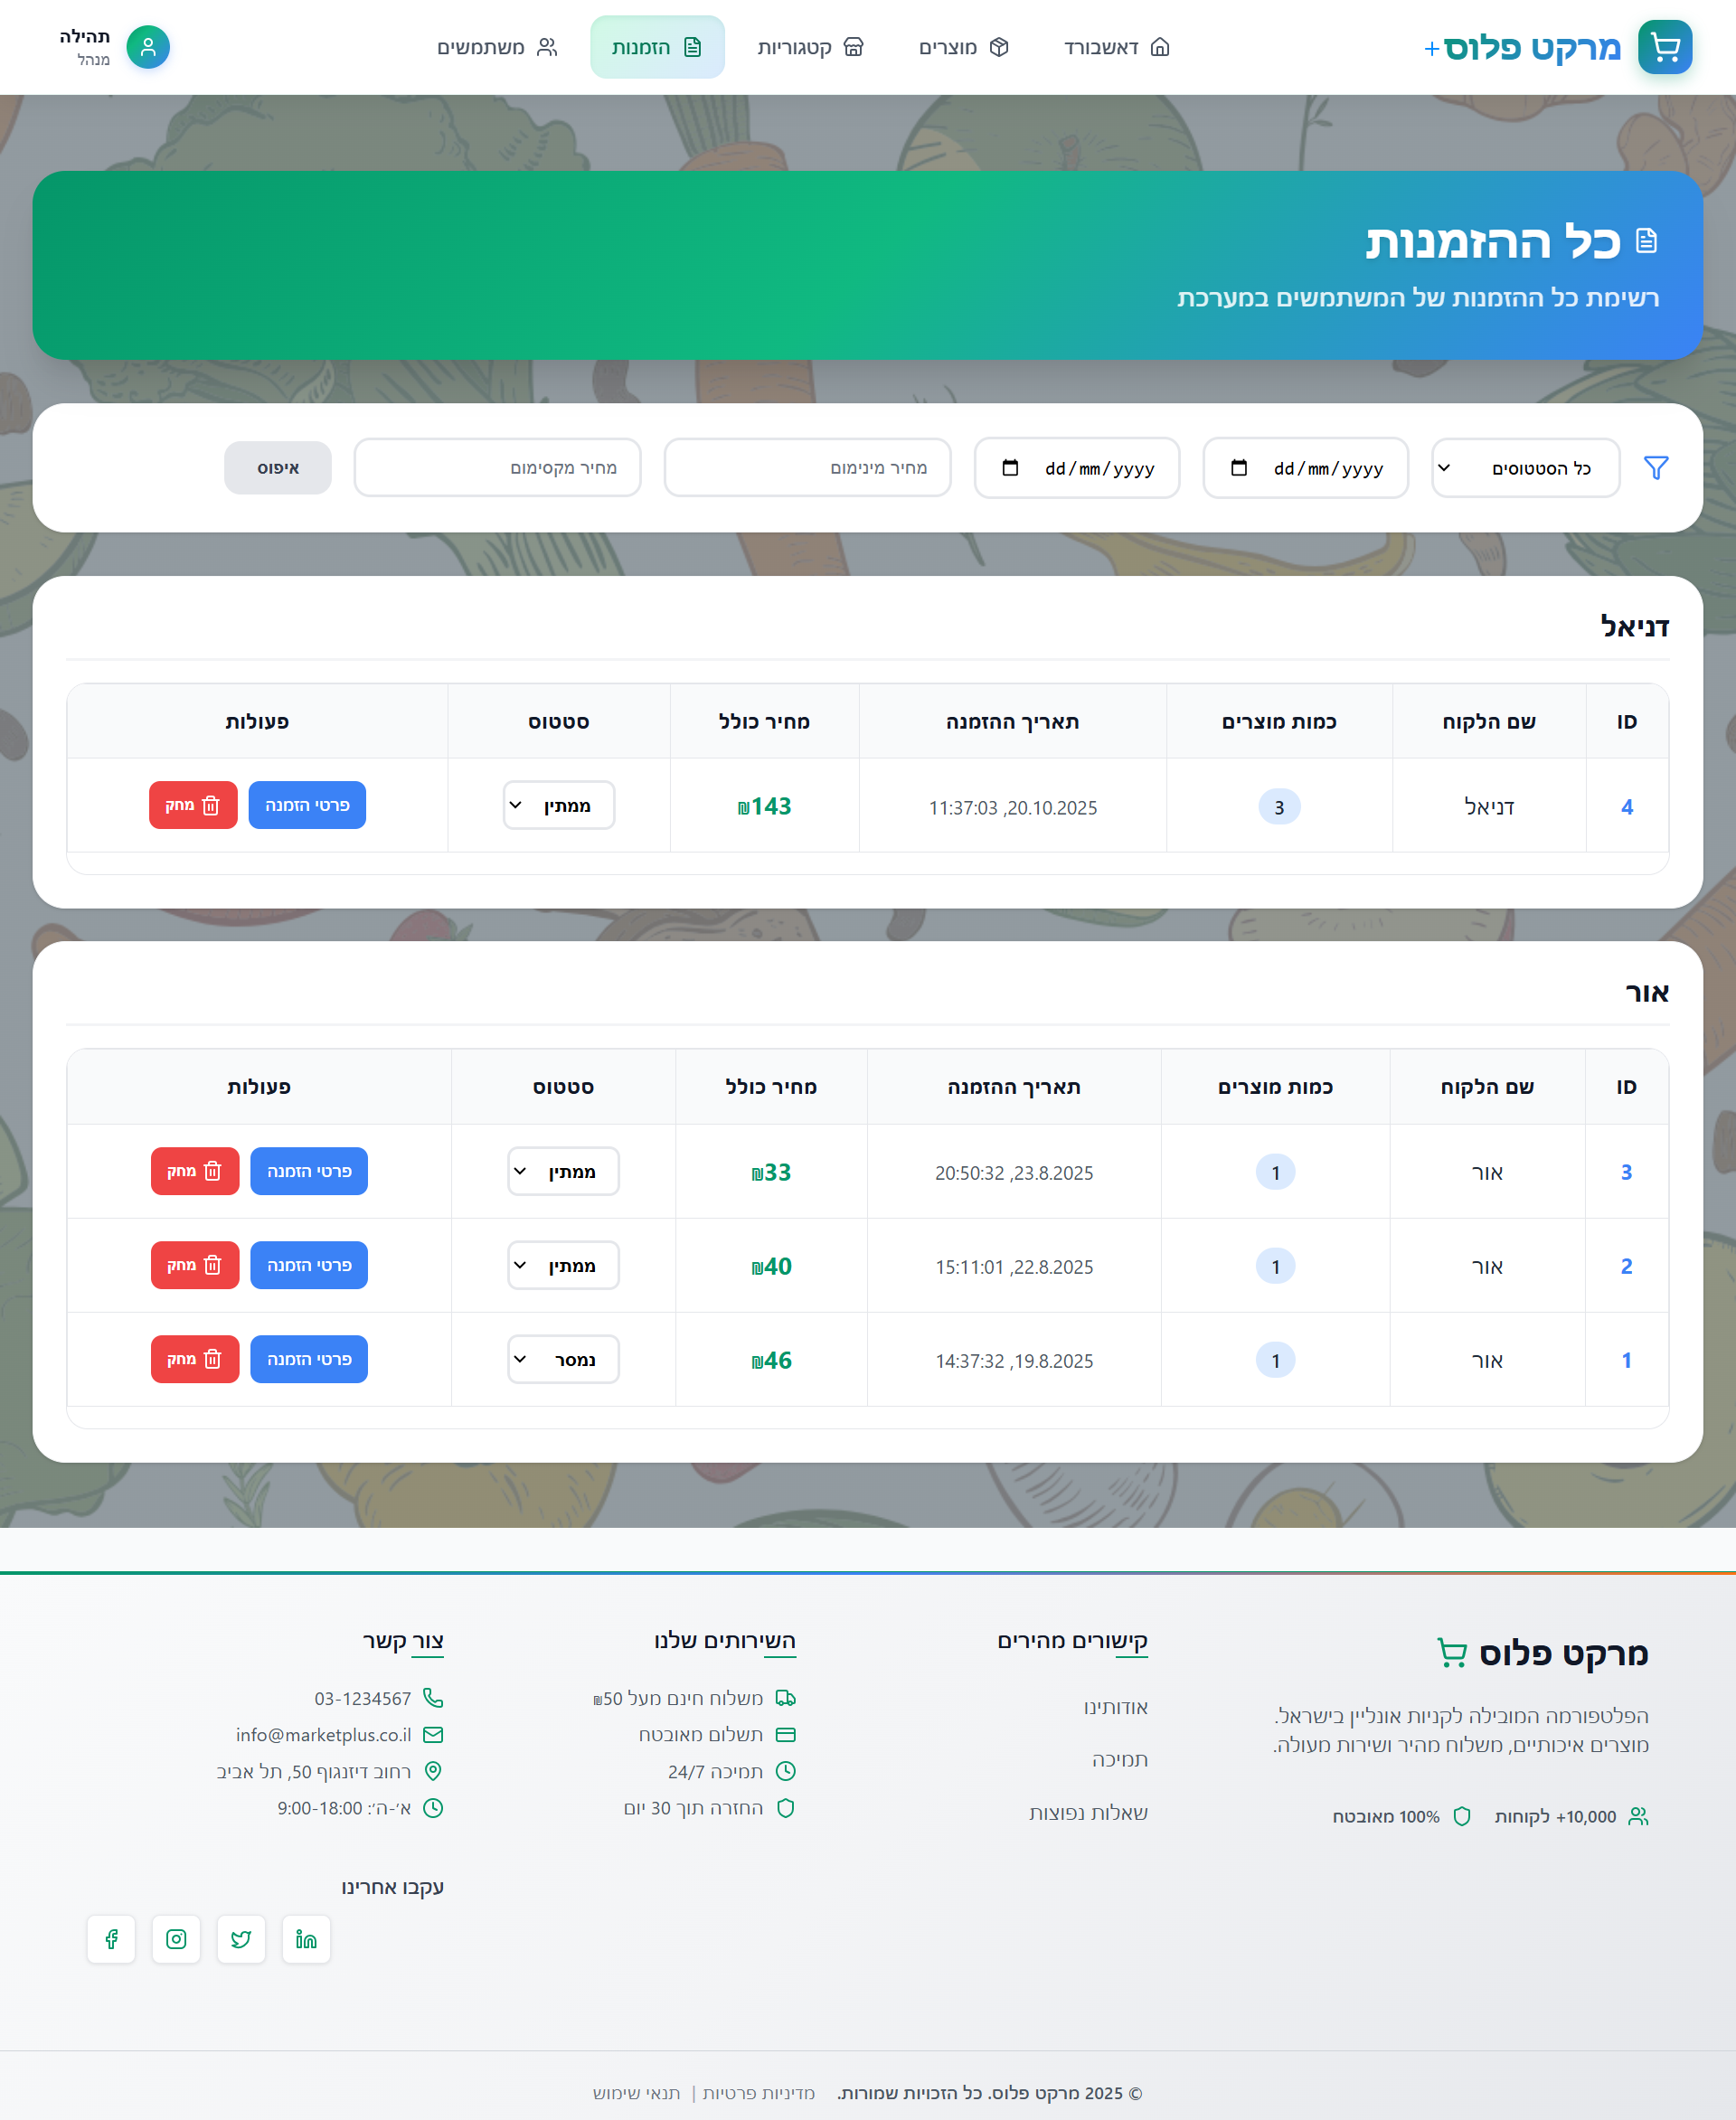 מרקט פלוס+
דאשבורד
מוצרים
קטגוריות
הזמנות
משתמשים
תהילה
מנהל
כל ההזמנות
רשימת כל ההזמנות של המשתמשים במערכת
כל הסטטוסים
dd/mm/yyyy
dd/mm/yyyy
מחיר מינימום
מחיר מקסימום
איפוס
דניאל
ID שם הלקוח כמות מוצרים תאריך ההזמנה מחיר כולל סטטוס פעולות
4 דניאל 3 20.10.2025, 11:37:03 ₪143 ממתין פרטי הזמנה מחק
אור
ID שם הלקוח כמות מוצרים תאריך ההזמנה מחיר כולל סטטוס פעולות
3 אור 1 23.8.2025, 20:50:32 ₪33 ממתין פרטי הזמנה מחק
2 אור 1 22.8.2025, 15:11:01 ₪40 ממתין פרטי הזמנה מחק
1 אור 1 19.8.2025, 14:37:32 ₪46 נמסר פרטי הזמנה מחק
מרקט פלוס
הפלטפורמה המובילה לקניות אונליין בישראל.
מוצרים איכותיים, משלוח מהיר ושירות מעולה.
10,000+ לקוחות
100% מאובטח
קישורים מהירים
אודותינו
תמיכה
שאלות נפוצות
השירותים שלנו
משלוח חינם מעל ₪50
תשלום מאובטח
תמיכה 24/7
החזרה תוך 30 יום
צור קשר
03-1234567
info@marketplus.co.il
רחוב דיזנגוף 50, תל אביב
א׳-ה׳: 9:00-18:00
עקבו אחרינו
© 2025 מרקט פלוס. כל הזכויות שמורות. מדיניות פרטיות | תנאי שימוש